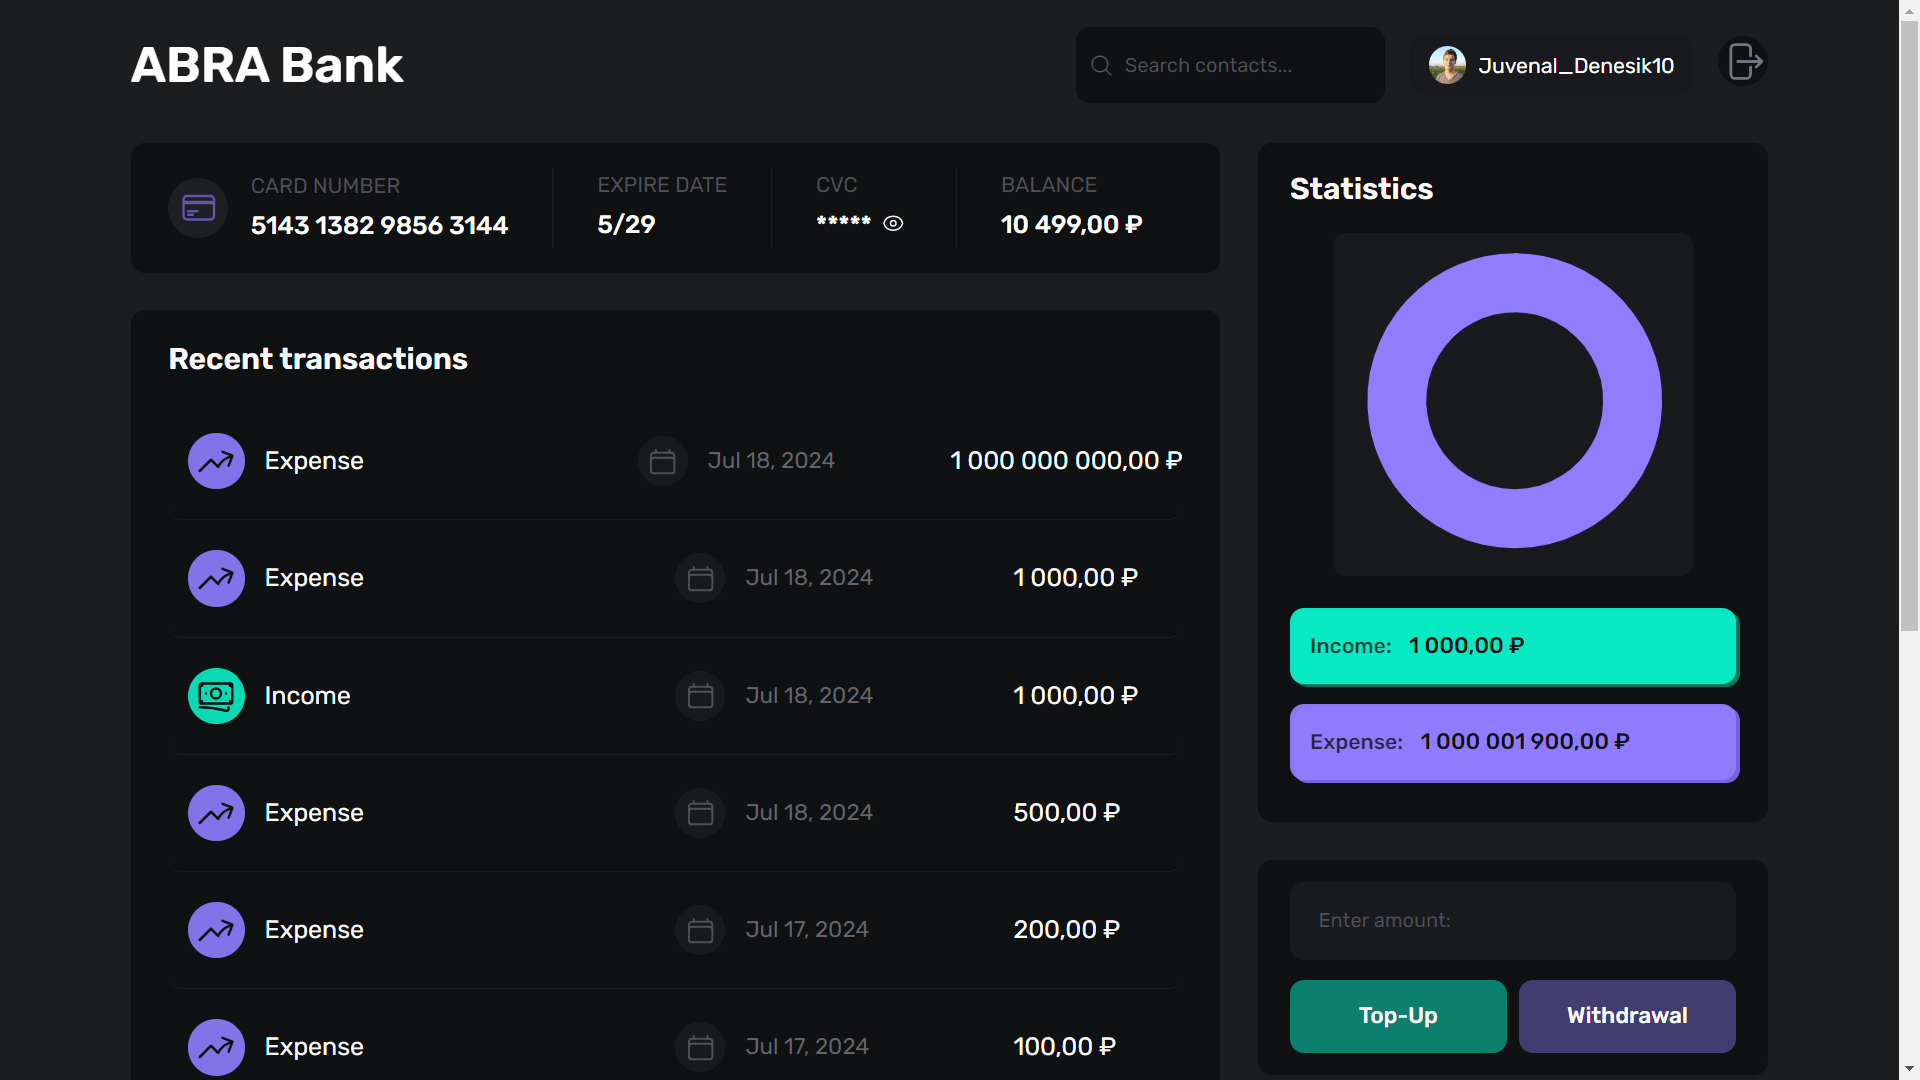 ABRA Bank
Search contacts...
Juvenal_Denesik10
CARD NUMBER
5143 1382 9856 3144
EXPIRE DATE
5/29
CVC
*****
BALANCE
10 499,00 ₽
Recent transactions
Expense
Jul 18, 2024
1 000 000 000,00 ₽
Expense
Jul 18, 2024
1 000,00 ₽
Income
Jul 18, 2024
1 000,00 ₽
Expense
Jul 18, 2024
500,00 ₽
Expense
Jul 17, 2024
200,00 ₽
Expense
Jul 17, 2024
100,00 ₽
Statistics
Income: 1 000,00 ₽
Expense: 1 000 001 900,00 ₽
Enter amount:
Top-Up
Withdrawal